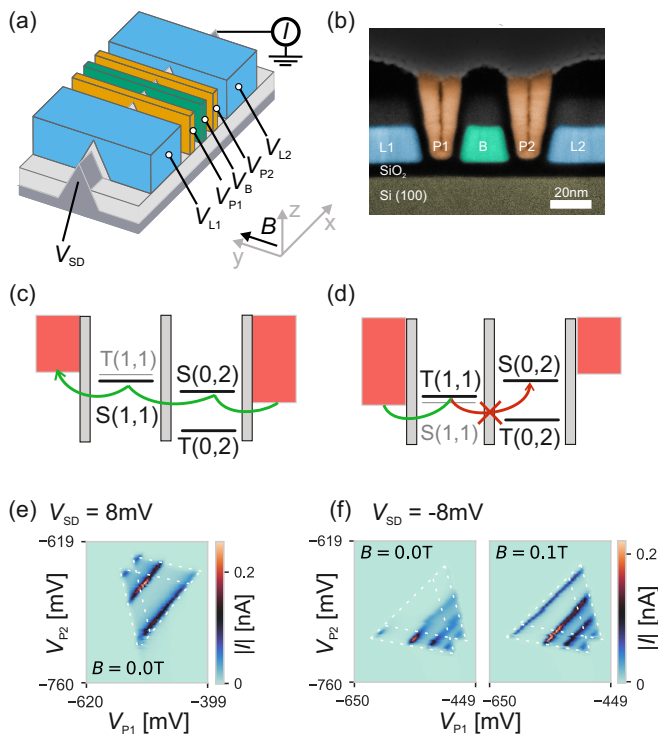 (a)
I
V_L2
V_P2
V_B
V_P1
V_L1
V_SD
B
z
x
y
(b)
L1
P1
B
P2
L2
SiO₂
Si (100)
20nm
(c)
T(1,1)
S(0,2)
S(1,1)
T(0,2)
(d)
T(1,1)
S(0,2)
S(1,1)
T(0,2)
(e)
V_SD = 8mV
−619
V_P2 [mV]
−760
B = 0.0T
−620
−399
V_P1 [mV]
0.2
0
|I| [nA]
(f)
V_SD = -8mV
−619
V_P2 [mV]
−760
B = 0.0T
B = 0.1T
−650
−449
−650
−449
V_P1 [mV]
0.2
0
|I| [nA]